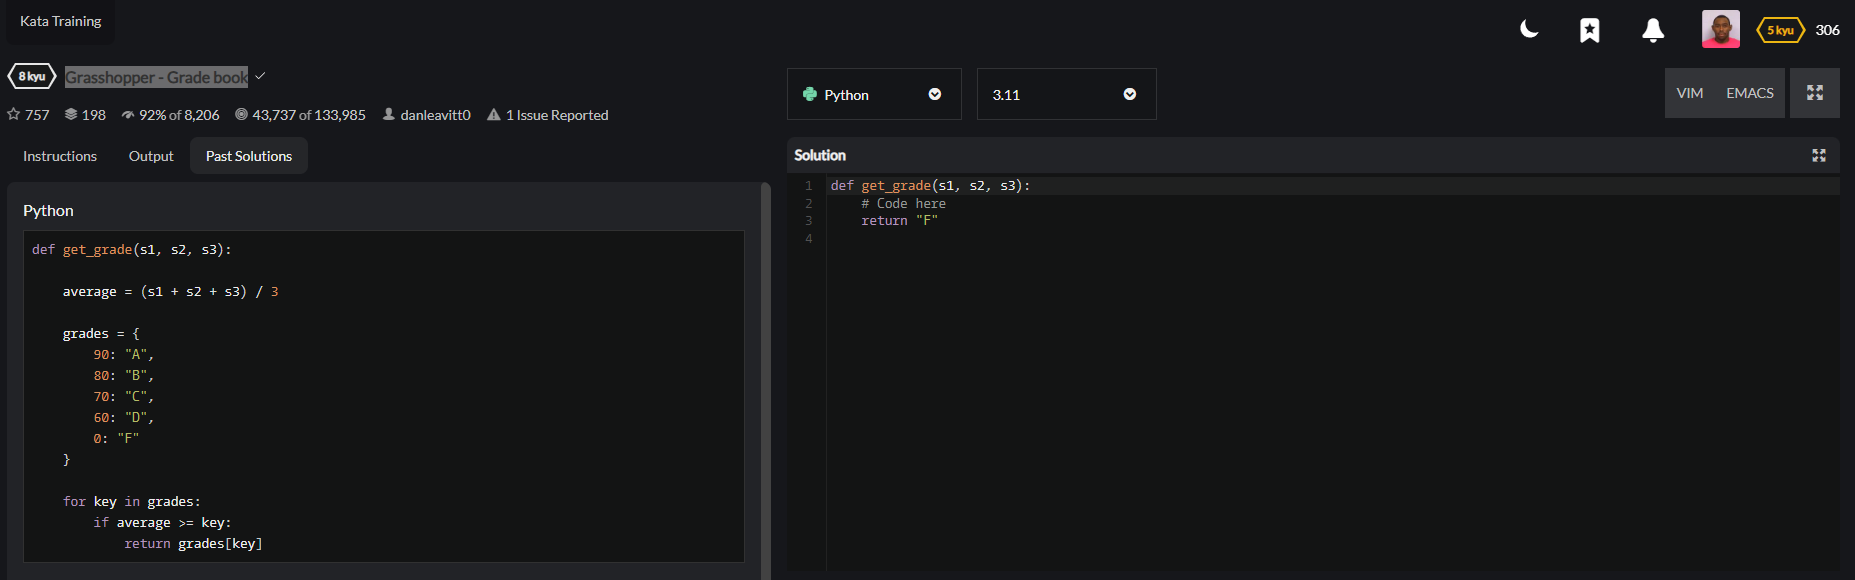 Kata Training
5 kyu 306
8 kyu Grasshopper - Grade book
757 198 92% of 8,206 43,737 of 133,985 danleavitt0 1 Issue Reported
Python 3.11 VIM EMACS
Instructions Output Past Solutions
Python
def get_grade(s1, s2, s3):
average = (s1 + s2 + s3) / 3
grades = {
90: "A",
80: "B",
70: "C",
60: "D",
0: "F"
}
for key in grades:
if average >= key:
return grades[key]
Solution
1 def get_grade(s1, s2, s3):
2 # Code here
3 return "F"
4